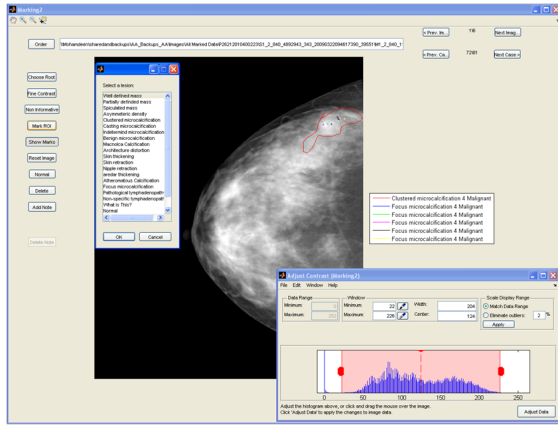 Marking2
Order
< Prev. Im...
Next Imag...
< Prev. Ca...
Next Case >
Choose Root
Fine Contrast
Non Informative
Mark ROI
Show Marks
Reset Image
Normal
Delete
Add Note
Delete Note
Select a lesion:
Well defined mass
Partially definated mass
Spiculated mass
Asymmetric density
Clustered microcalcification
Casting microcalcification
Indetermind microcalcification
Benign microcalcification
Macrolca Calcification
Architecture distortion
Skin thickening
Skin retraction
Nipple retraction
areolar thickening
Atheromatous Calcification
Focus microcalcification
Pathological lymphadenopath
Non-specific lymphadenopath
What is This?
Normal
OK
Cancel
Clustered microcalcification 4 Malignant
Focus microcalcification 4 Malignant
Focus microcalcification 4 Malignant
Focus microcalcification 4 Malignant
Focus microcalcification 4 Malignant
Focus microcalcification 4 Malignant
Adjust Contrast (Marking2)
File Edit Window Help
Data Range
Minimum:
Maximum:
Window
Minimum: 22
Maximum: 226
Width: 204
Center: 124
Scale Display Range
Match Data Range
Eliminate outliers: 2 %
Apply
0 50 100 150 200 250
Adjust the histogram above, or click and drag the mouse over the image.
Click 'Adjust Data' to apply the changes to image data.
Adjust Data